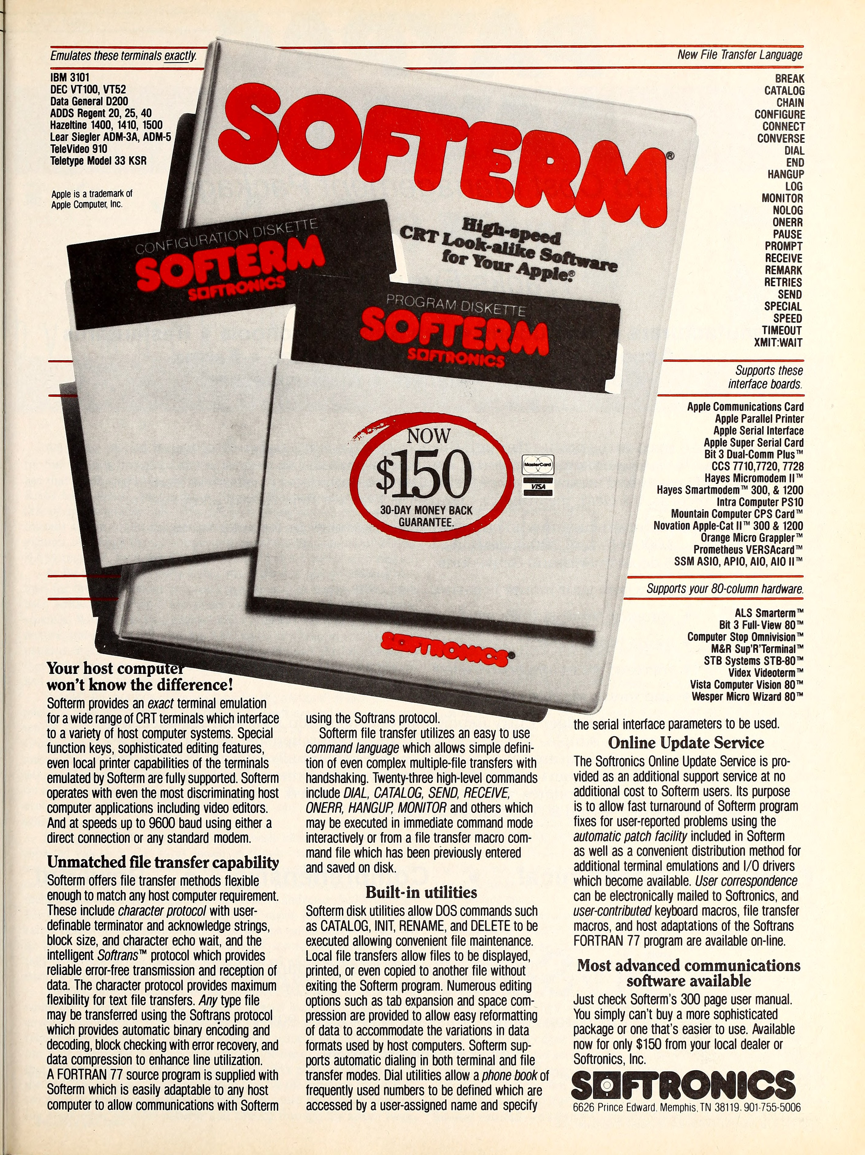 Emulates these terminals exactly.
IBM 3101
DEC VT100, VT52
Data General D200
ADDS Regent 20, 25, 40
Hazeltine 1400, 1410, 1500
Lear Siegler ADM-3A, ADM-5
TeleVideo 910
Teletype Model 33 KSR
Apple is a trademark of
Apple Computer, Inc.
SOFTERM®
High-speed
CRT Look-alike Software
for Your Apple.®
CONFIGURATION DISKETTE
SOFTERM
SOFTRONICS
PROGRAM DISKETTE
SOFTERM
SOFTRONICS
NOW
$150
30-DAY MONEY BACK
GUARANTEE.
MasterCard
VISA
SOFTRONICS®
New File Transfer Language
BREAK
CATALOG
CHAIN
CONFIGURE
CONNECT
CONVERSE
DIAL
END
HANGUP
LOG
MONITOR
NOLOG
ONERR
PAUSE
PROMPT
RECEIVE
REMARK
RETRIES
SEND
SPECIAL
SPEED
TIMEOUT
XMIT:WAIT
Supports these
interface boards.
Apple Communications Card
Apple Parallel Printer
Apple Serial Interface
Apple Super Serial Card
Bit 3 Dual-Comm Plus™
CCS 7710,7720, 7728
Hayes Micromodem II™
Hayes Smartmodem™ 300, & 1200
Intra Computer PS10
Mountain Computer CPS Card™
Novation Apple-Cat II™ 300 & 1200
Orange Micro Grappler™
Prometheus VERSAcard™
SSM ASIO, APIO, AIO, AIO II™
Supports your 80-column hardware.
ALS Smarterm™
Bit 3 Full-View 80™
Computer Stop Omnivision™
M&R Sup'R'Terminal™
STB Systems STB-80™
Videx Videoterm™
Vista Computer Vision 80™
Wesper Micro Wizard 80™
Your host computer
won't know the difference!
Softerm provides an exact terminal emulation
for a wide range of CRT terminals which interface
to a variety of host computer systems. Special
function keys, sophisticated editing features,
even local printer capabilities of the terminals
emulated by Softerm are fully supported. Softerm
operates with even the most discriminating host
computer applications including video editors.
And at speeds up to 9600 baud using either a
direct connection or any standard modem.
Unmatched file transfer capability
Softerm offers file transfer methods flexible
enough to match any host computer requirement.
These include character protocol with user-
definable terminator and acknowledge strings,
block size, and character echo wait, and the
intelligent Softrans™ protocol which provides
reliable error-free transmission and reception of
data. The character protocol provides maximum
flexibility for text file transfers. Any type file
may be transferred using the Softrans protocol
which provides automatic binary encoding and
decoding, block checking with error recovery, and
data compression to enhance line utilization.
A FORTRAN 77 source program is supplied with
Softerm which is easily adaptable to any host
computer to allow communications with Softerm
using the Softrans protocol.
Softerm file transfer utilizes an easy to use
command language which allows simple defini-
tion of even complex multiple-file transfers with
handshaking. Twenty-three high-level commands
include DIAL, CATALOG, SEND, RECEIVE,
ONERR, HANGUP, MONITOR and others which
may be executed in immediate command mode
interactively or from a file transfer macro com-
mand file which has been previously entered
and saved on disk.
Built-in utilities
Softerm disk utilities allow DOS commands such
as CATALOG, INIT, RENAME, and DELETE to be
executed allowing convenient file maintenance.
Local file transfers allow files to be displayed,
printed, or even copied to another file without
exiting the Softerm program. Numerous editing
options such as tab expansion and space com-
pression are provided to allow easy reformatting
of data to accommodate the variations in data
formats used by host computers. Softerm sup-
ports automatic dialing in both terminal and file
transfer modes. Dial utilities allow a phone book of
frequently used numbers to be defined which are
accessed by a user-assigned name and specify
the serial interface parameters to be used.
Online Update Service
The Softronics Online Update Service is pro-
vided as an additional support service at no
additional cost to Softerm users. Its purpose
is to allow fast turnaround of Softerm program
fixes for user-reported problems using the
automatic patch facility included in Softerm
as well as a convenient distribution method for
additional terminal emulations and I/O drivers
which become available. User correspondence
can be electronically mailed to Softronics, and
user-contributed keyboard macros, file transfer
macros, and host adaptations of the Softrans
FORTRAN 77 program are available on-line.
Most advanced communications
software available
Just check Softerm's 300 page user manual.
You simply can't buy a more sophisticated
package or one that's easier to use. Available
now for only $150 from your local dealer or
Softronics, Inc.
SOFTRONICS
6626 Prince Edward, Memphis, TN 38119. 901-755-5006